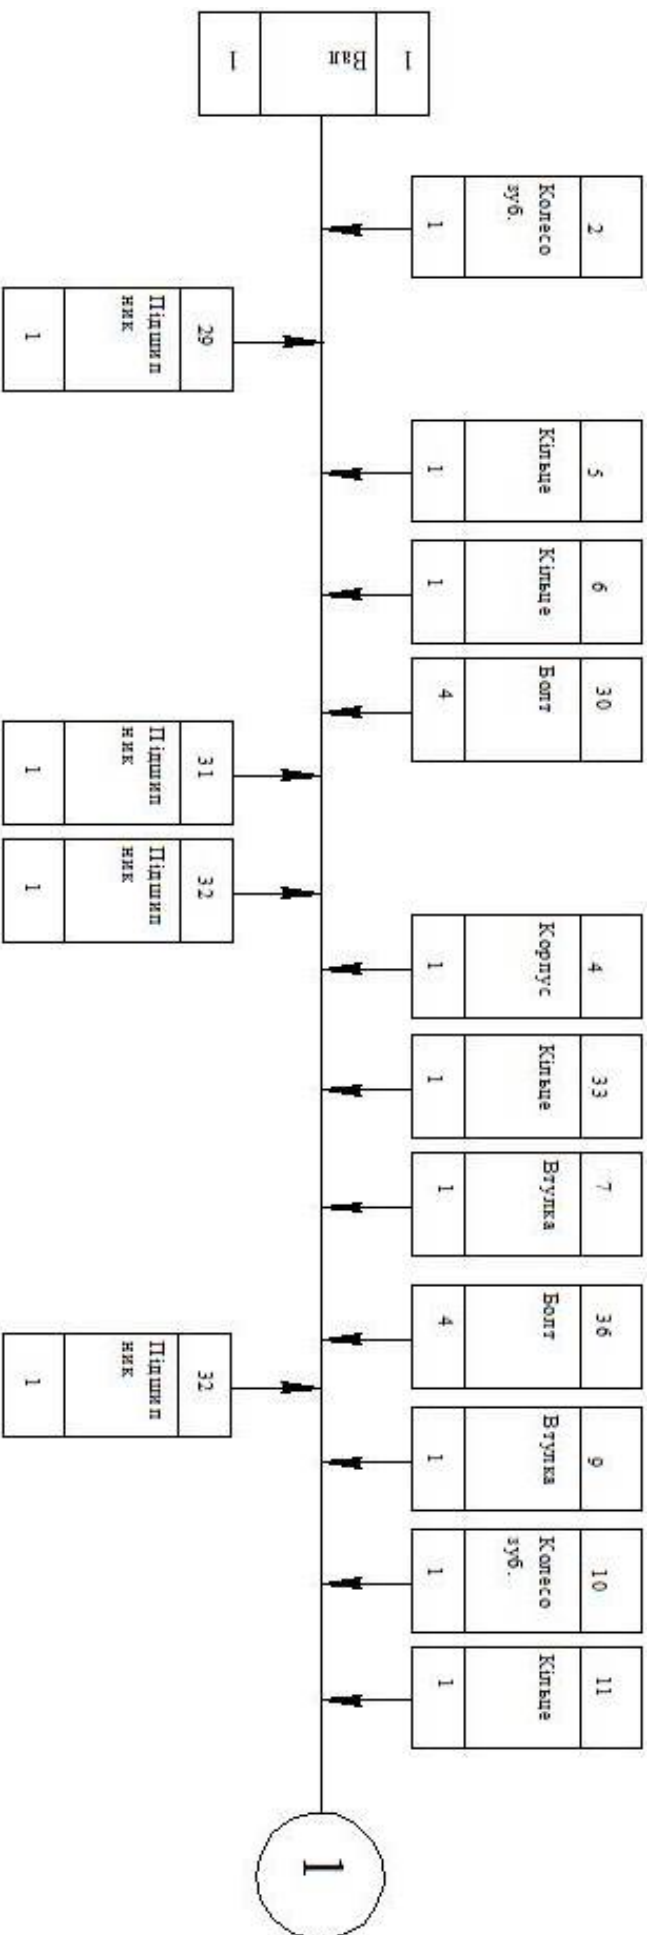 1
Вал
1
2
Колесо
зуб.
1
29
Підшип
ник
1
5
Кільце
1
6
Кільце
1
30
Болт
4
31
Підшип
ник
1
32
Підшип
ник
1
4
Корпус
1
33
Кільце
1
7
Втулка
1
36
Болт
4
32
Підшип
ник
1
9
Втулка
1
10
Колесо
зуб.
1
11
Кільце
1
1